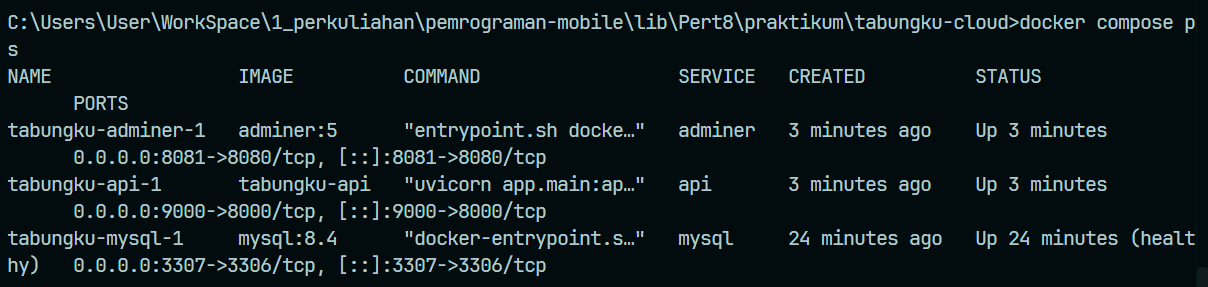 C:\Users\User\WorkSpace\1_perkuliahan\pemrograman-mobile\lib\Pert8\praktikum\tabungku-cloud>docker compose p
s
NAME                IMAGE          COMMAND                  SERVICE   CREATED          STATUS
      PORTS
tabungku-adminer-1   adminer:5      "entrypoint.sh docke…"   adminer   3 minutes ago    Up 3 minutes
      0.0.0.0:8081->8080/tcp, [::]:8081->8080/tcp
tabungku-api-1       tabungku-api   "uvicorn app.main:ap…"   api       3 minutes ago    Up 3 minutes
      0.0.0.0:9000->8000/tcp, [::]:9000->8000/tcp
tabungku-mysql-1     mysql:8.4      "docker-entrypoint.s…"   mysql     24 minutes ago   Up 24 minutes (healt
hy)   0.0.0.0:3307->3306/tcp, [::]:3307->3306/tcp